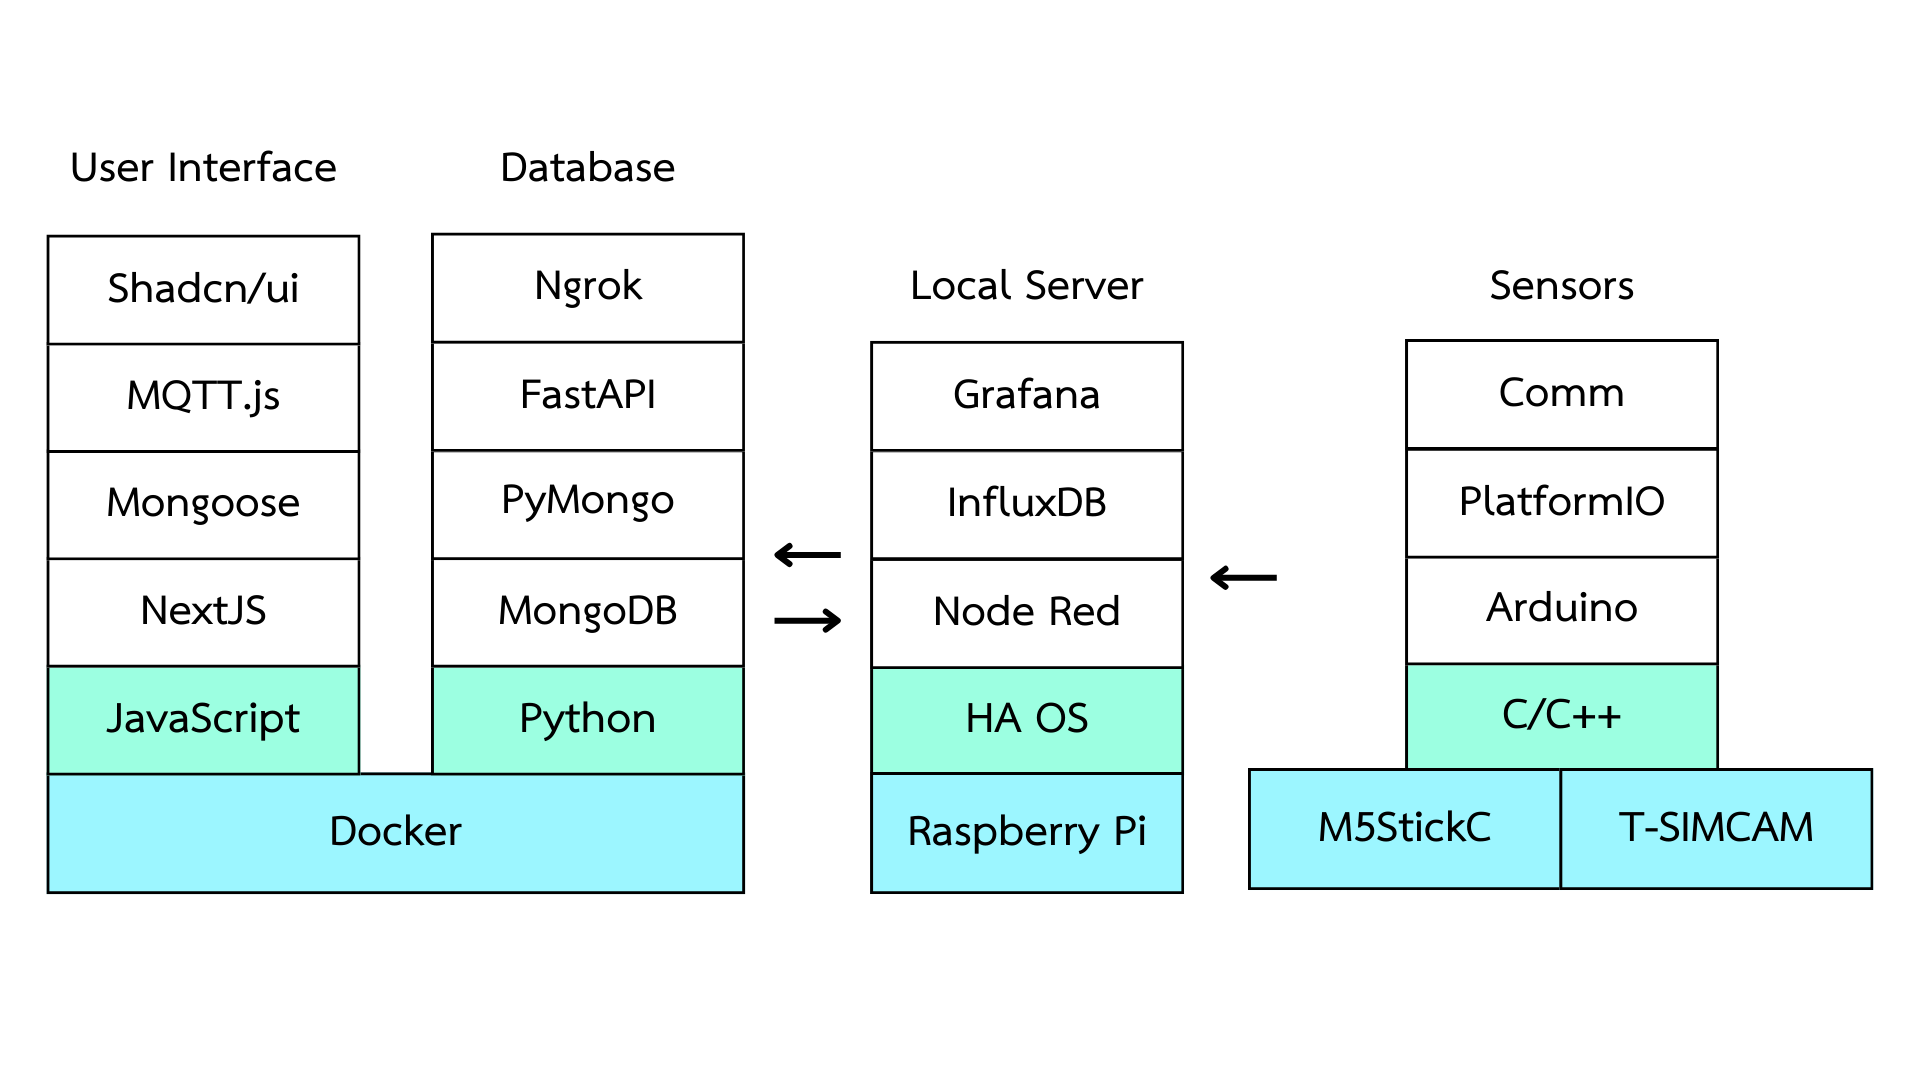 User Interface
Shadcn/ui
MQTT.js
Mongoose
NextJS
JavaScript
Database
Ngrok
FastAPI
PyMongo
MongoDB
Python
Docker
Local Server
Grafana
InfluxDB
Node Red
HA OS
Raspberry Pi
Sensors
Comm
PlatformIO
Arduino
C/C++
M5StickC
T-SIMCAM